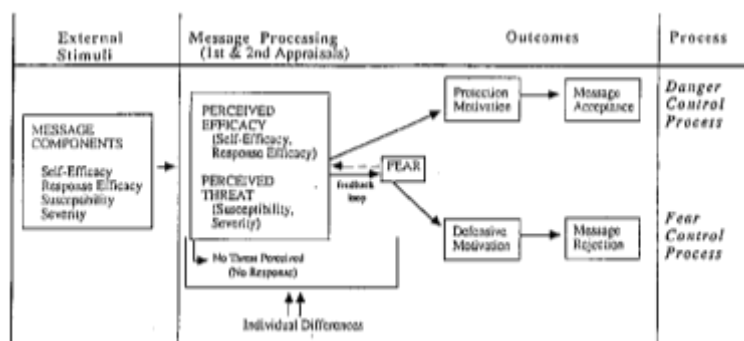 External
Stimuli
Message Processing
(1st & 2nd Appraisals)
Outcomes
Process
MESSAGE
COMPONENTS
Self-Efficacy
Response Efficacy
Susceptibility
Severity
PERCEIVED
EFFICACY
(Self-Efficacy,
Response Efficacy)
PERCEIVED
THREAT
(Susceptibility,
Severity)
No Threat Perceived
(No Response)
Individual Differences
FEAR
feedback
loop
Protection
Motivation
Message
Acceptance
Defensive
Motivation
Message
Rejection
Danger
Control
Process
Fear
Control
Process